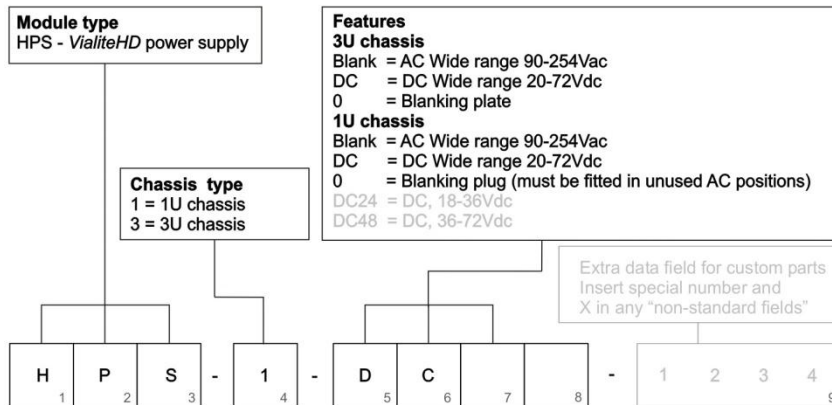 Module type
HPS - VialiteHD power supply
Features
3U chassis
Blank = AC Wide range 90-254Vac
DC = DC Wide range 20-72Vdc
0 = Blanking plate
1U chassis
Blank = AC Wide range 90-254Vac
DC = DC Wide range 20-72Vdc
0 = Blanking plug (must be fitted in unused AC positions)
DC24 = DC, 18-36Vdc
DC48 = DC, 36-72Vdc
Chassis type
1 = 1U chassis
3 = 3U chassis
Extra data field for custom parts
Insert special number and
X in any “non-standard fields”
H P S - 1 - D C - 1 2 3 4
1 2 3 4 5 6 7 8 9